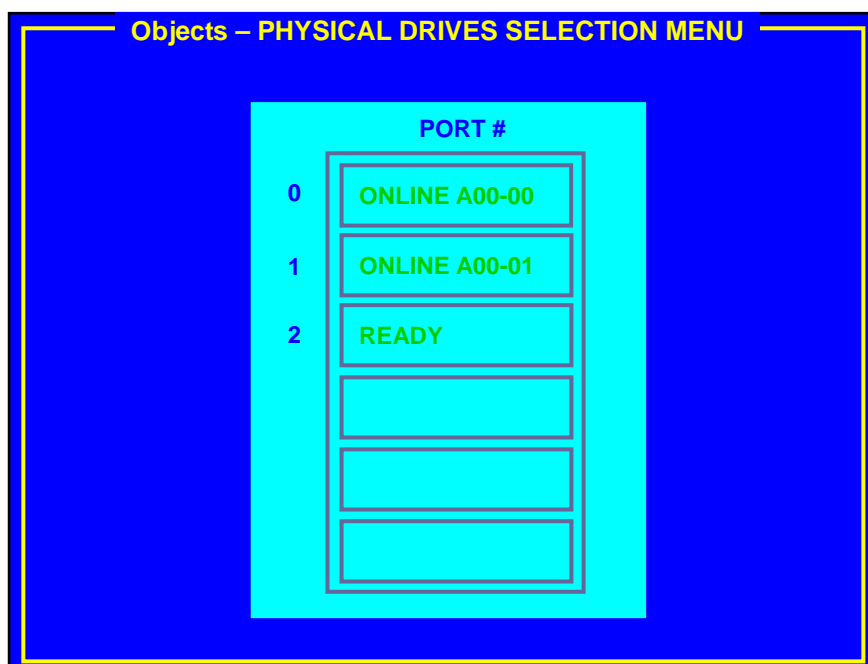 Objects – PHYSICAL DRIVES SELECTION MENU
PORT #
0 ONLINE A00-00
1 ONLINE A00-01
2 READY